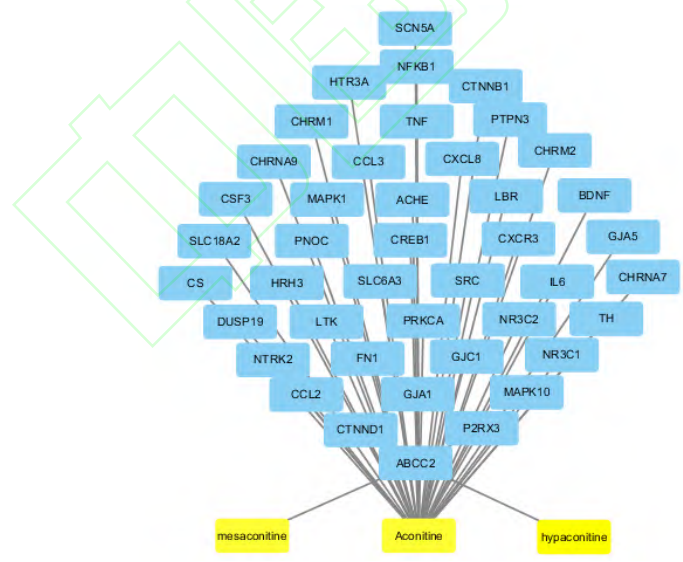 SCN5A
NFKB1
HTR3A
CTNNB1
CHRM1
TNF
PTPN3
CHRNA9
CCL3
CXCL8
CHRM2
CSF3
MAPK1
ACHE
LBR
BDNF
SLC18A2
PNOC
CREB1
CXCR3
GJA5
CS
HRH3
SLC6A3
SRC
IL6
CHRNA7
DUSP19
LTK
PRKCA
NR3C2
TH
NTRK2
FN1
GJC1
NR3C1
CCL2
GJA1
MAPK10
CTNND1
P2RX3
ABCC2
mesaconitine
Aconitine
hypaconitine